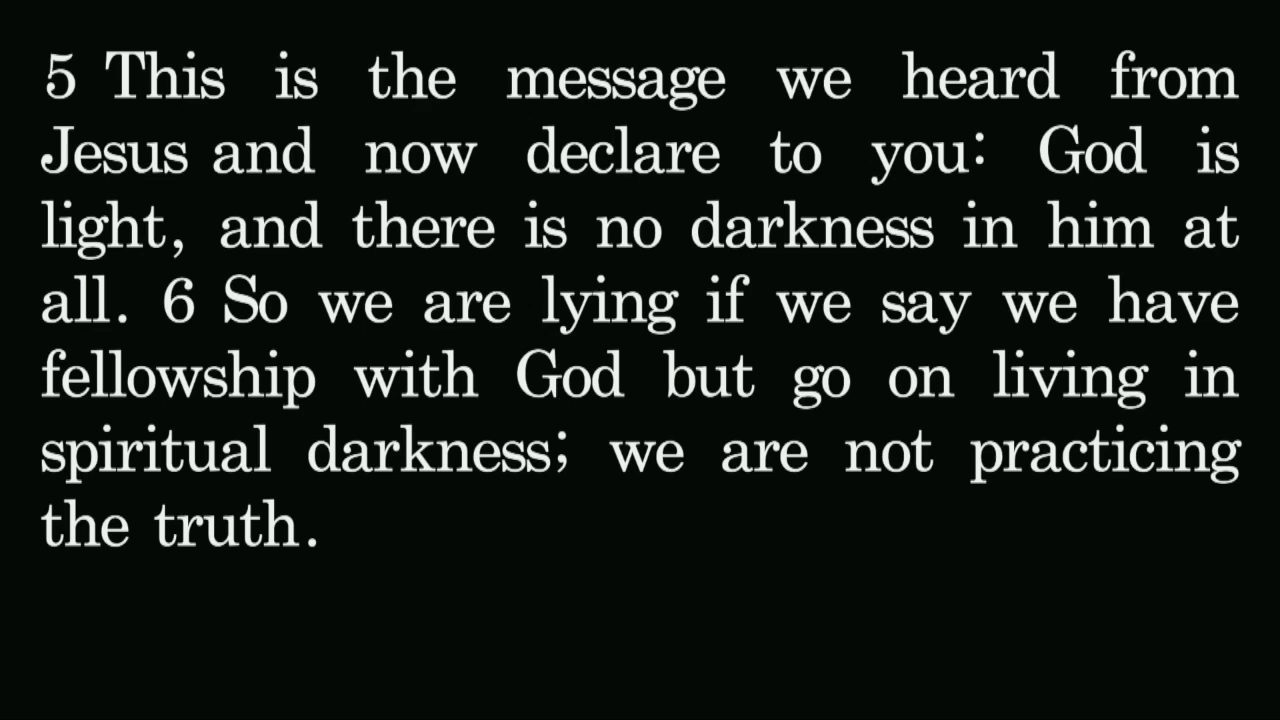 5 This is the message we heard from
Jesus and now declare to you: God is
light, and there is no darkness in him at
all. 6 So we are lying if we say we have
fellowship with God but go on living in
spiritual darkness; we are not practicing
the truth.